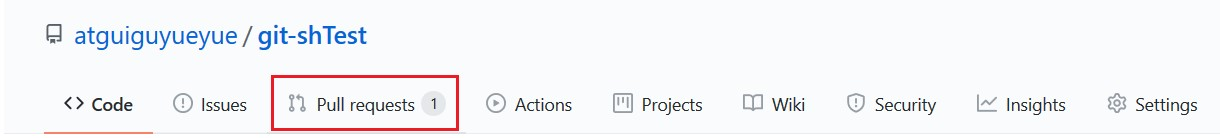 atguiguyueyue / git-shTest
Code Issues Pull requests 1 Actions Projects Wiki Security Insights Settings